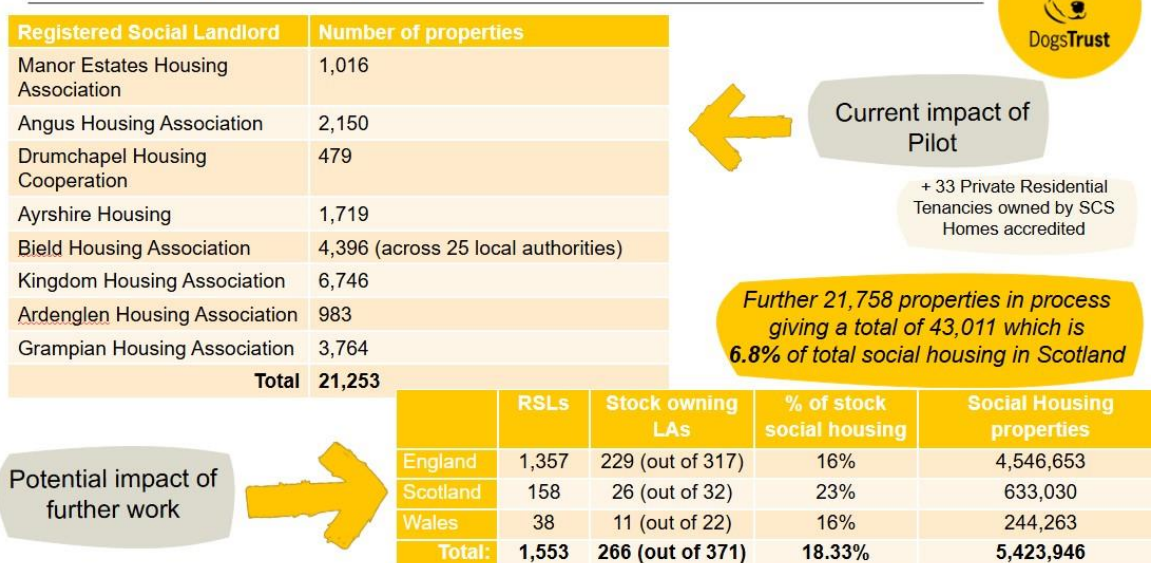 DogsTrust
Registered Social Landlord Number of properties
Manor Estates Housing Association 1,016
Angus Housing Association 2,150
Drumchapel Housing Cooperation 479
Ayrshire Housing 1,719
Bield Housing Association 4,396 (across 25 local authorities)
Kingdom Housing Association 6,746
Ardenglen Housing Association 983
Grampian Housing Association 3,764
Total 21,253
Current impact of
Pilot
+ 33 Private Residential
Tenancies owned by SCS
Homes accredited
Further 21,758 properties in process
giving a total of 43,011 which is
6.8% of total social housing in Scotland
Potential impact of
further work
RSLs Stock owning LAs % of stock social housing Social Housing properties
England 1,357 229 (out of 317) 16% 4,546,653
Scotland 158 26 (out of 32) 23% 633,030
Wales 38 11 (out of 22) 16% 244,263
Total: 1,553 266 (out of 371) 18.33% 5,423,946